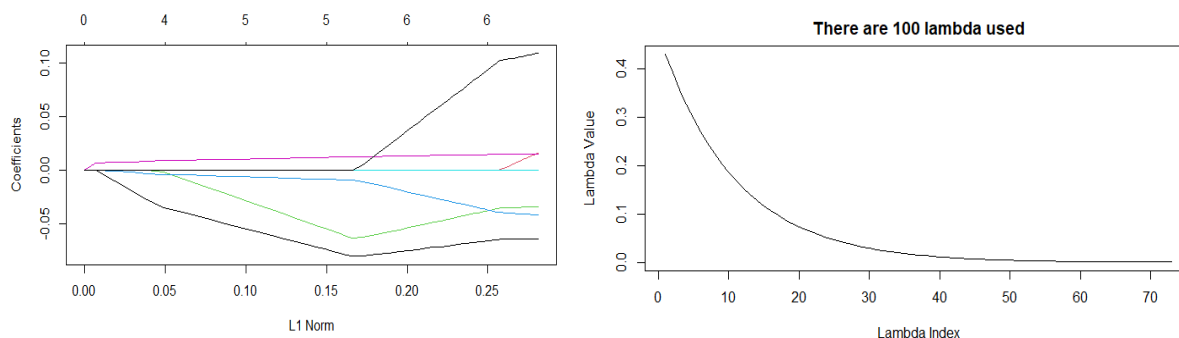 0 4 5 5 6 6
Coefficients
0.10
0.05
0.00
-0.05
0.00 0.05 0.10 0.15 0.20 0.25
L1 Norm
There are 100 lambda used
Lambda Value
0.4
0.3
0.2
0.1
0.0
0 10 20 30 40 50 60 70
Lambda Index